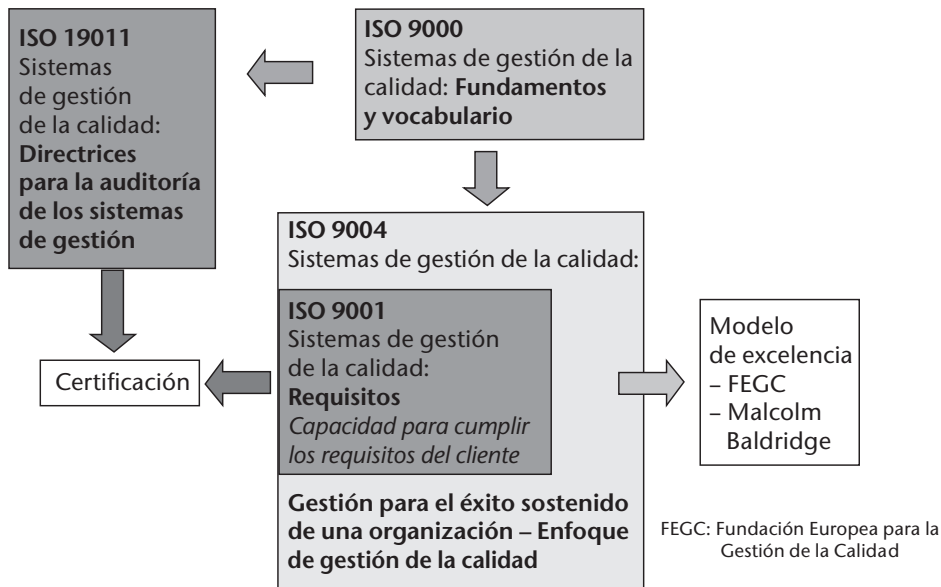 ISO 19011
Sistemas
de gestión
de la calidad:
Directrices
para la auditoría
de los sistemas
de gestión
ISO 9000
Sistemas de gestión de la
calidad: Fundamentos
y vocabulario
ISO 9004
Sistemas de gestión de la calidad:
ISO 9001
Sistemas de gestión
de la calidad:
Requisitos
Capacidad para cumplir
los requisitos del cliente
Gestión para el éxito sostenido
de una organización – Enfoque
de gestión de la calidad
Certificación
Modelo
de excelencia
– FEGC
– Malcolm
Baldridge
FEGC: Fundación Europea para la
Gestión de la Calidad